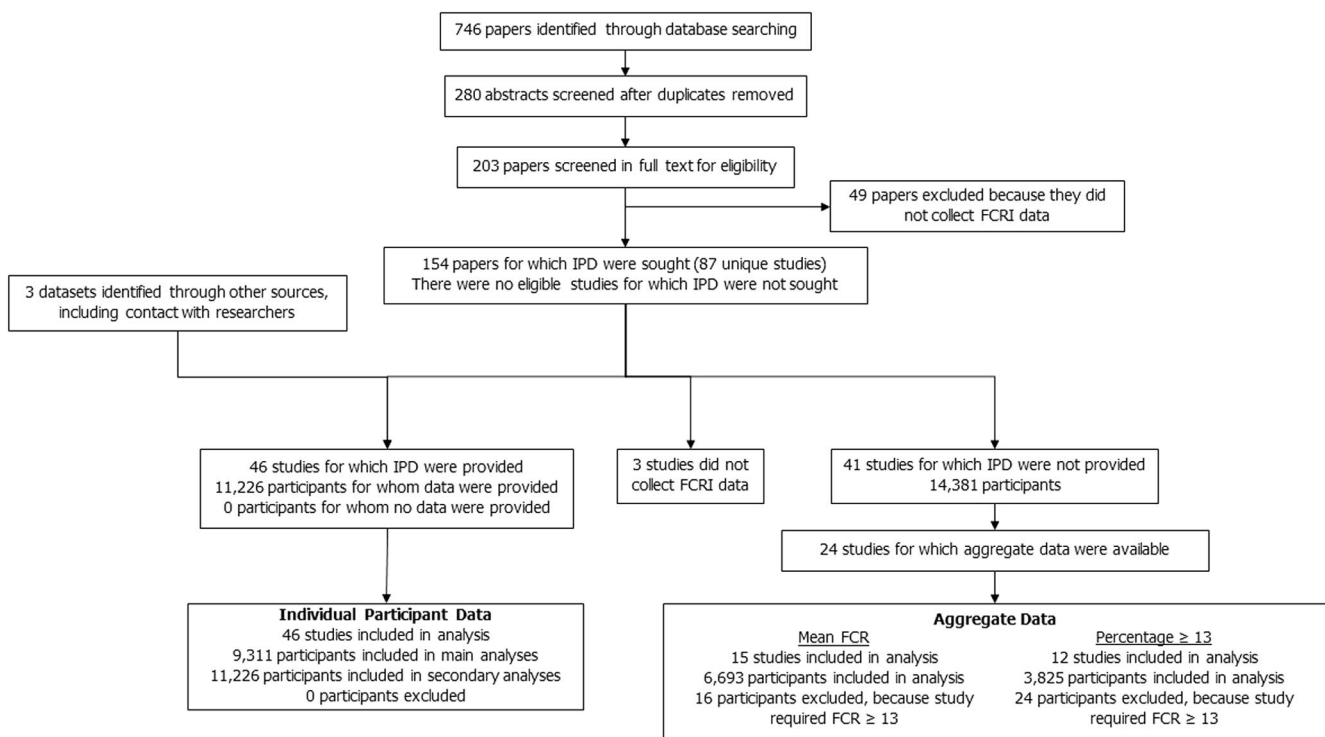 746 papers identified through database searching
280 abstracts screened after duplicates removed
203 papers screened in full text for eligibility
49 papers excluded because they did
not collect FCRI data
154 papers for which IPD were sought (87 unique studies)
There were no eligible studies for which IPD were not sought
3 datasets identified through other sources,
including contact with researchers
46 studies for which IPD were provided
11,226 participants for whom data were provided
0 participants for whom no data were provided
3 studies did not
collect FCRI data
41 studies for which IPD were not provided
14,381 participants
24 studies for which aggregate data were available
Individual Participant Data
46 studies included in analysis
9,311 participants included in main analyses
11,226 participants included in secondary analyses
0 participants excluded
Aggregate Data
Mean FCR
15 studies included in analysis
6,693 participants included in analysis
16 participants excluded, because study
required FCR ≥ 13
Percentage ≥ 13
12 studies included in analysis
3,825 participants included in analysis
24 participants excluded, because study
required FCR ≥ 13